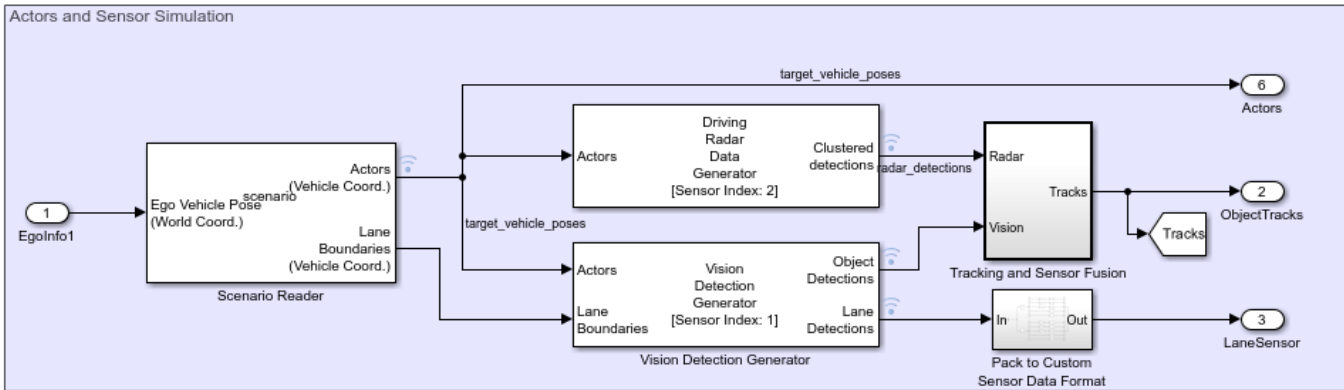 Actors and Sensor Simulation
target_vehicle_poses
6
Actors
Driving
Radar
Data
Generator
[Sensor Index: 2]
Actors
Clustered
detections
radar_detections
Actors
(Vehicle Coord.)
scenario
Ego Vehicle Pose
(World Coord.)
Lane
Boundaries
(Vehicle Coord.)
Scenario Reader
1
EgoInfo1
target_vehicle_poses
Radar
Vision
Tracks
Tracking and Sensor Fusion
2
ObjectTracks
Tracks
Actors
Lane
Boundaries
Vision
Detection
Generator
[Sensor Index: 1]
Object
Detections
Lane
Detections
Vision Detection Generator
In
Out
Pack to Custom
Sensor Data Format
3
LaneSensor